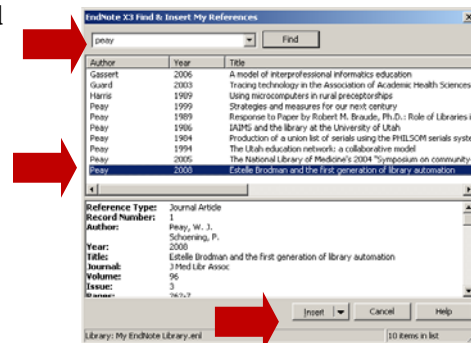 EndNote X3 Find & Insert My References
peay
Find
Author Year Title
Gassert 2006 A model of interprofessional informatics education
Guard 2003 Tracing technology in the Association of Academic Health Sciences
Harris 1989 Using microcomputers in rural preceptorships
Peay 1999 Strategies and measures for our next century
Peay 1989 Response to Paper by Robert M. Braude, Ph.D.: Role of Libraries i
Peay 1986 IAIMS and the library at the University of Utah
Peay 1984 Production of a union list of serials using the PHILSOM serials syste
Peay 1994 The Utah education network: a collaborative model
Peay 2005 The National Library of Medicine's 2004 "Symposium on community-
Peay 2008 Estelle Brodman and the first generation of library automation
Reference Type: Journal Article
Record Number: 1
Author: Peay, W. J.
Schoening, P.
Year: 2008
Title: Estelle Brodman and the first generation of library automation
Journal: J Med Libr Assoc
Volume: 96
Issue: 3
Pages: 262-7
Insert Cancel Help
Library: My EndNote Library.enl 10 items in list